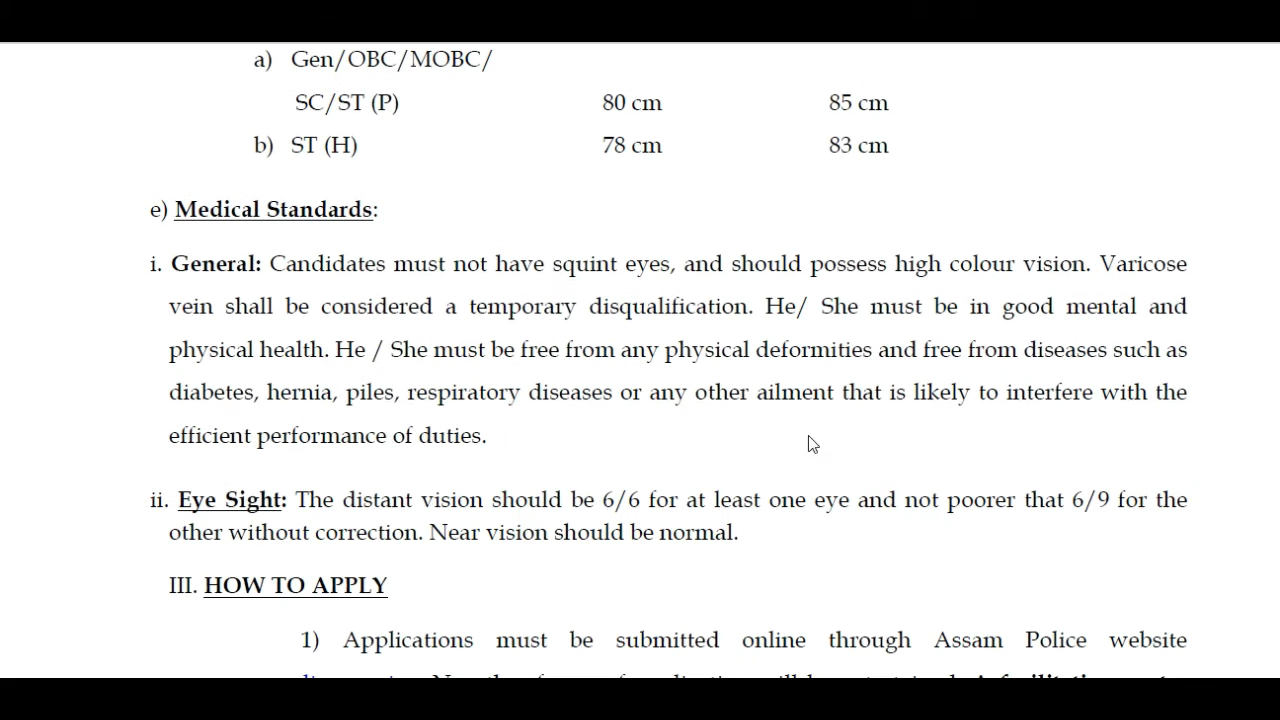 a) Gen/OBC/MOBC/
SC/ST (P) 80 cm 85 cm
b) ST (H) 78 cm 83 cm
e) Medical Standards:
i. General: Candidates must not have squint eyes, and should possess high colour vision. Varicose
vein shall be considered a temporary disqualification. He/ She must be in good mental and
physical health. He / She must be free from any physical deformities and free from diseases such as
diabetes, hernia, piles, respiratory diseases or any other ailment that is likely to interfere with the
efficient performance of duties.
ii. Eye Sight: The distant vision should be 6/6 for at least one eye and not poorer that 6/9 for the
other without correction. Near vision should be normal.
III. HOW TO APPLY
1) Applications must be submitted online through Assam Police website